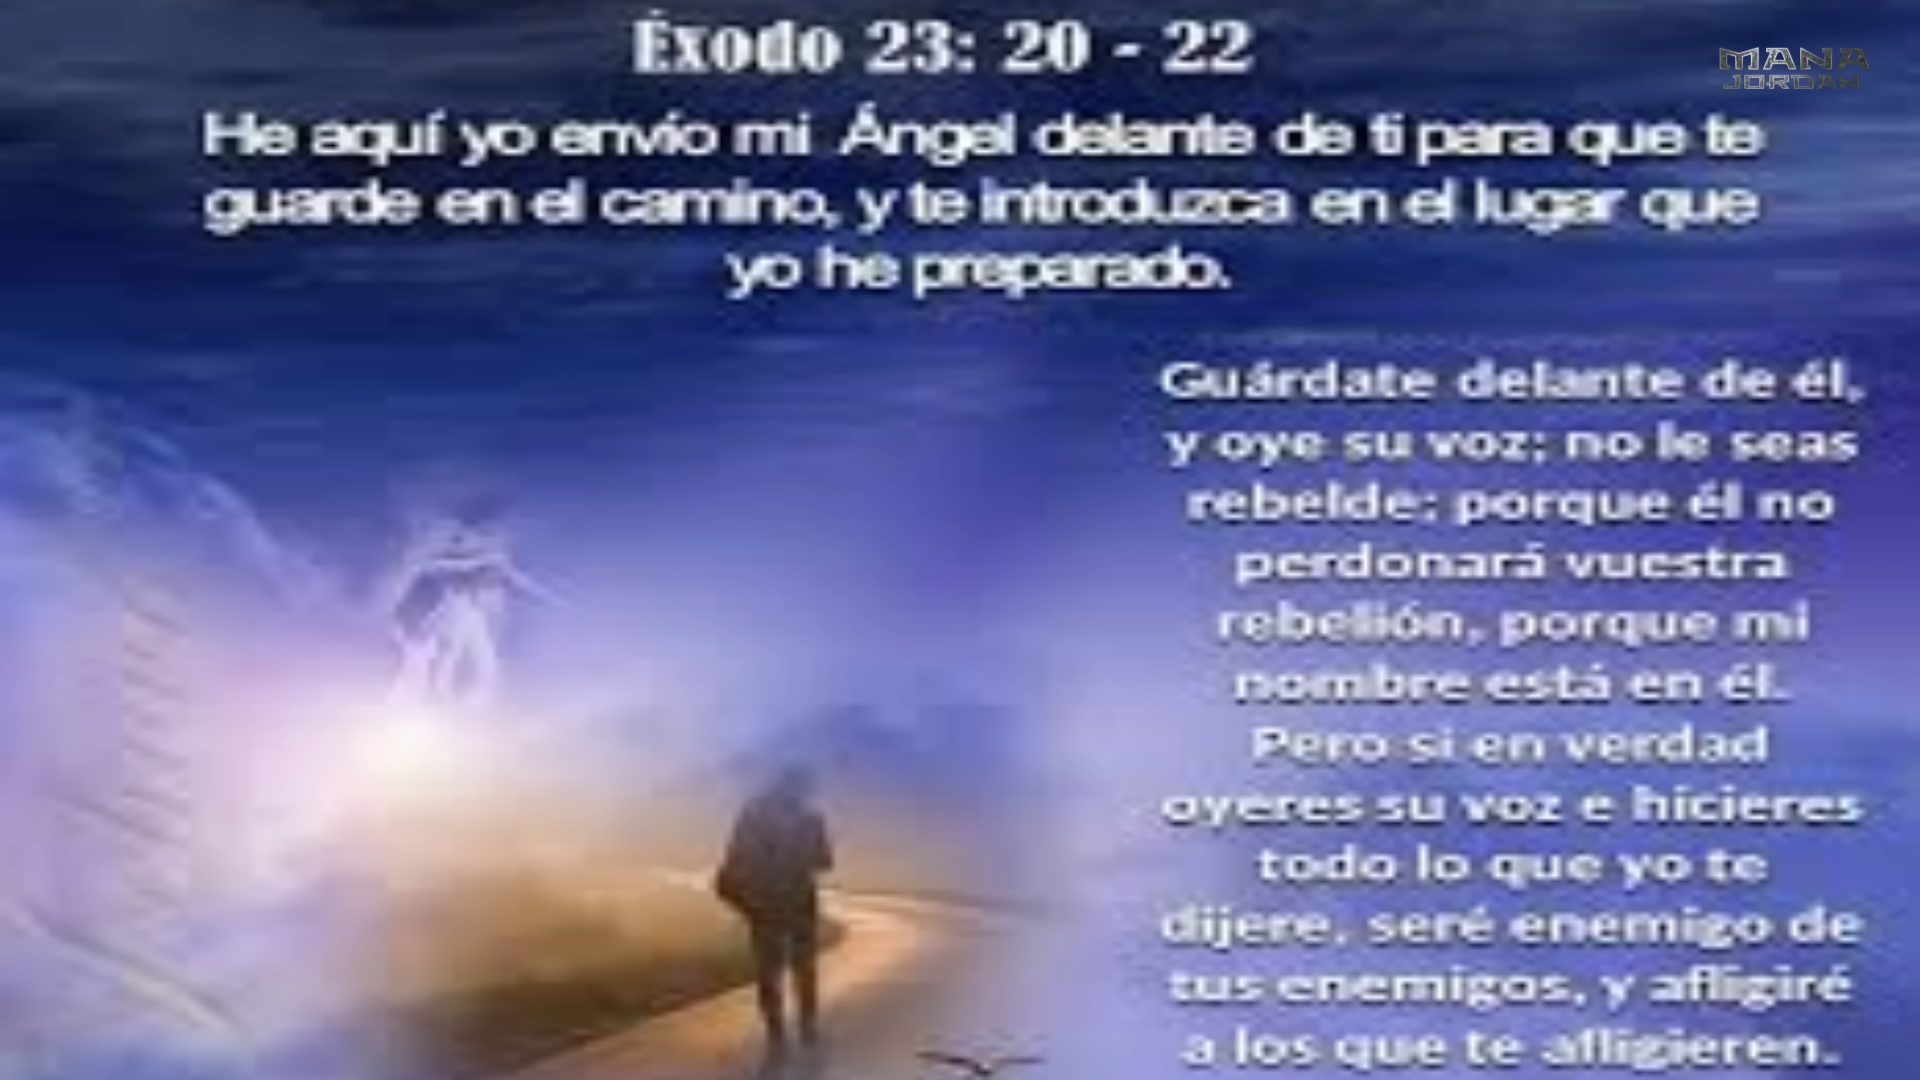 Éxodo 23: 20 - 22
MANA
JORDAN
He aquí yo envío mi Ángel delante de ti para que te
guarde en el camino, y te introduzca en el lugar que
yo he preparado.
Guárdate delante de él,
y oye su voz; no le seas
rebelde; porque él no
perdonará vuestra
rebelión, porque mi
nombre está en él.
Pero si en verdad
oyeres su voz e hicieres
todo lo que yo te
dijere, seré enemigo de
tus enemigos, y afligiré
a los que te afligieren.